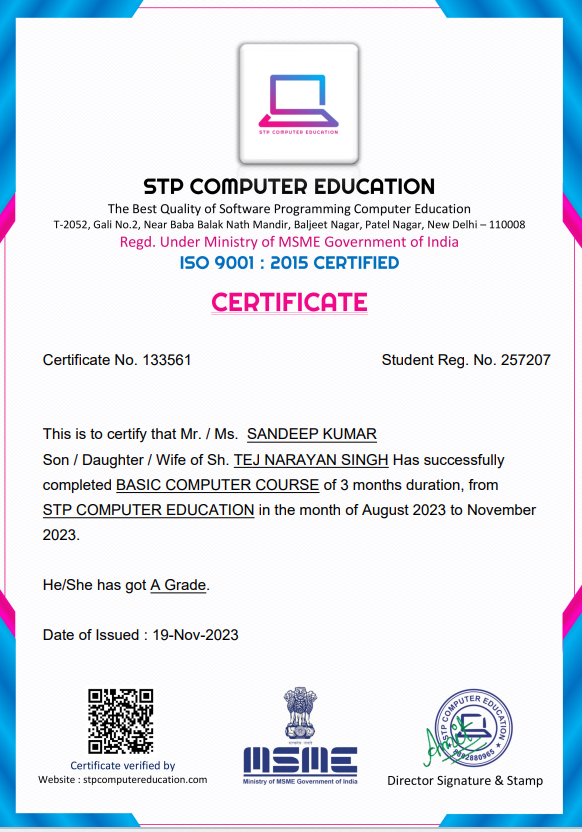 STP COMPUTER EDUCATION
STP COMPUTER EDUCATION
The Best Quality of Software Programming Computer Education
T-2052, Gali No.2, Near Baba Balak Nath Mandir, Baljeet Nagar, Patel Nagar, New Delhi – 110008
Regd. Under Ministry of MSME Government of India
ISO 9001 : 2015 CERTIFIED
CERTIFICATE
Certificate No. 133561
Student Reg. No. 257207
This is to certify that Mr. / Ms. SANDEEP KUMAR
Son / Daughter / Wife of Sh. TEJ NARAYAN SINGH Has successfully
completed BASIC COMPUTER COURSE of 3 months duration, from
STP COMPUTER EDUCATION in the month of August 2023 to November
2023.
He/She has got A Grade.
Date of Issued : 19-Nov-2023
Certificate verified by
Website : stpcomputereducation.com
MSME
Ministry of MSME Government of India
STP COMPUTER EDUCATION
Director Signature & Stamp